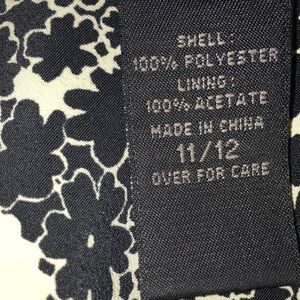 SHELL:
100% POLYESTER
LINING:
100% ACETATE
MADE IN CHINA
11/12
OVER FOR CARE